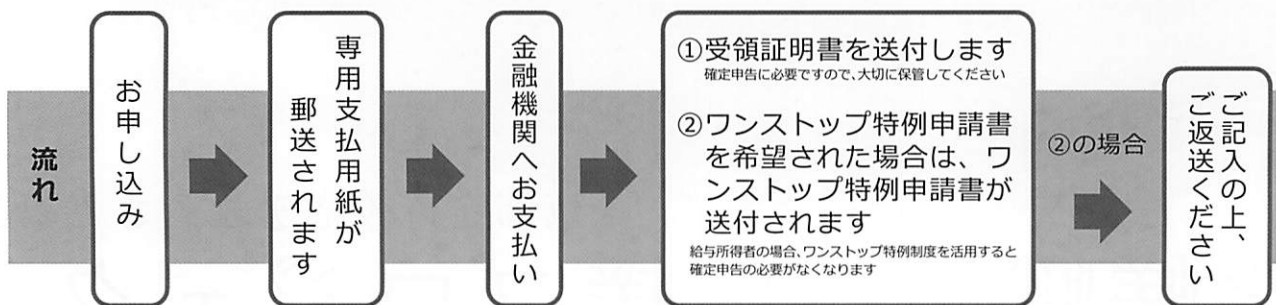 流れ
お申し込み
専用支払用紙が
郵送されます
金融機関へお支払い
①受領証明書を送付します
確定申告に必要ですので、大切に保管してください
②ワンストップ特例申請書
を希望された場合は、ワ
ンストップ特例申請書が
送付されます
給与所得者の場合、ワンストップ特例制度を活用すると
確定申告の必要がなくなります
②の場合
ご記入の上、
ご返送ください